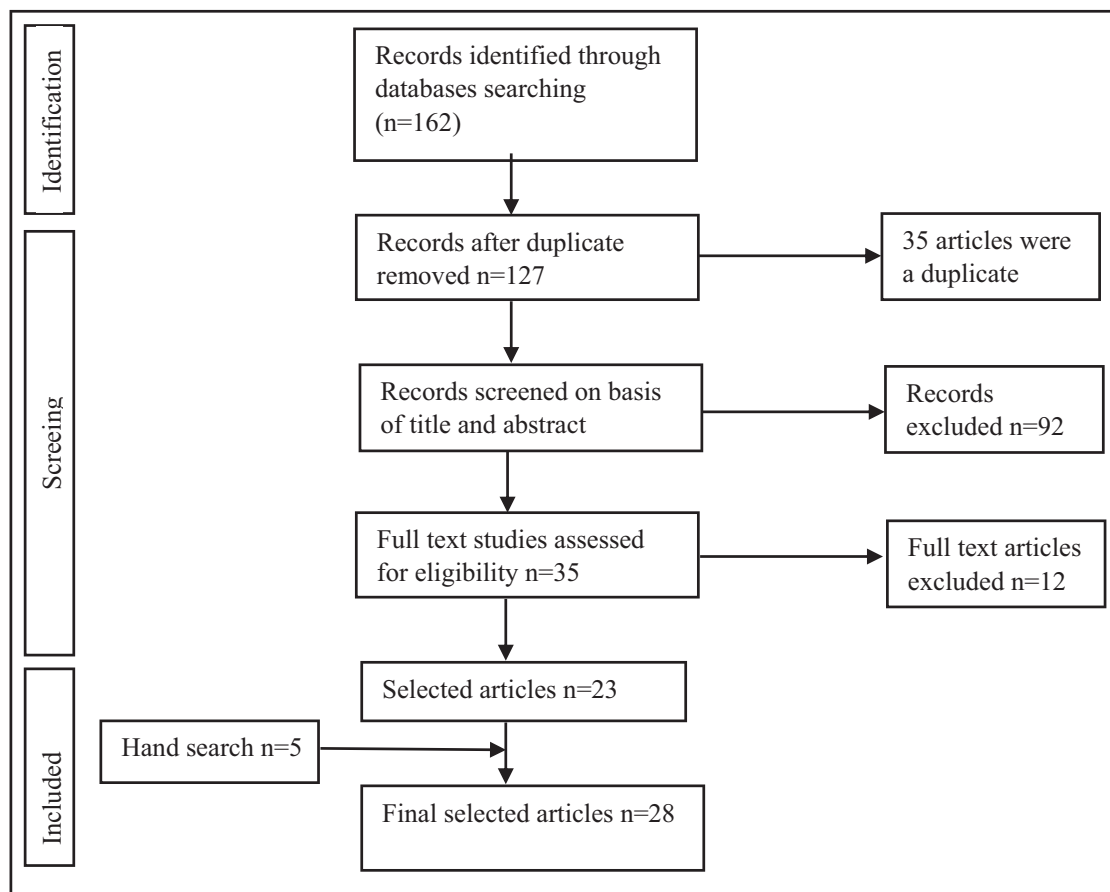 Identification
Records identified through
databases searching
(n=162)
Records after duplicate
removed n=127
35 articles were
a duplicate
Screeing
Records screened on basis
of title and abstract
Records
excluded n=92
Full text studies assessed
for eligibility n=35
Full text articles
excluded n=12
Included
Selected articles n=23
Hand search n=5
Final selected articles n=28